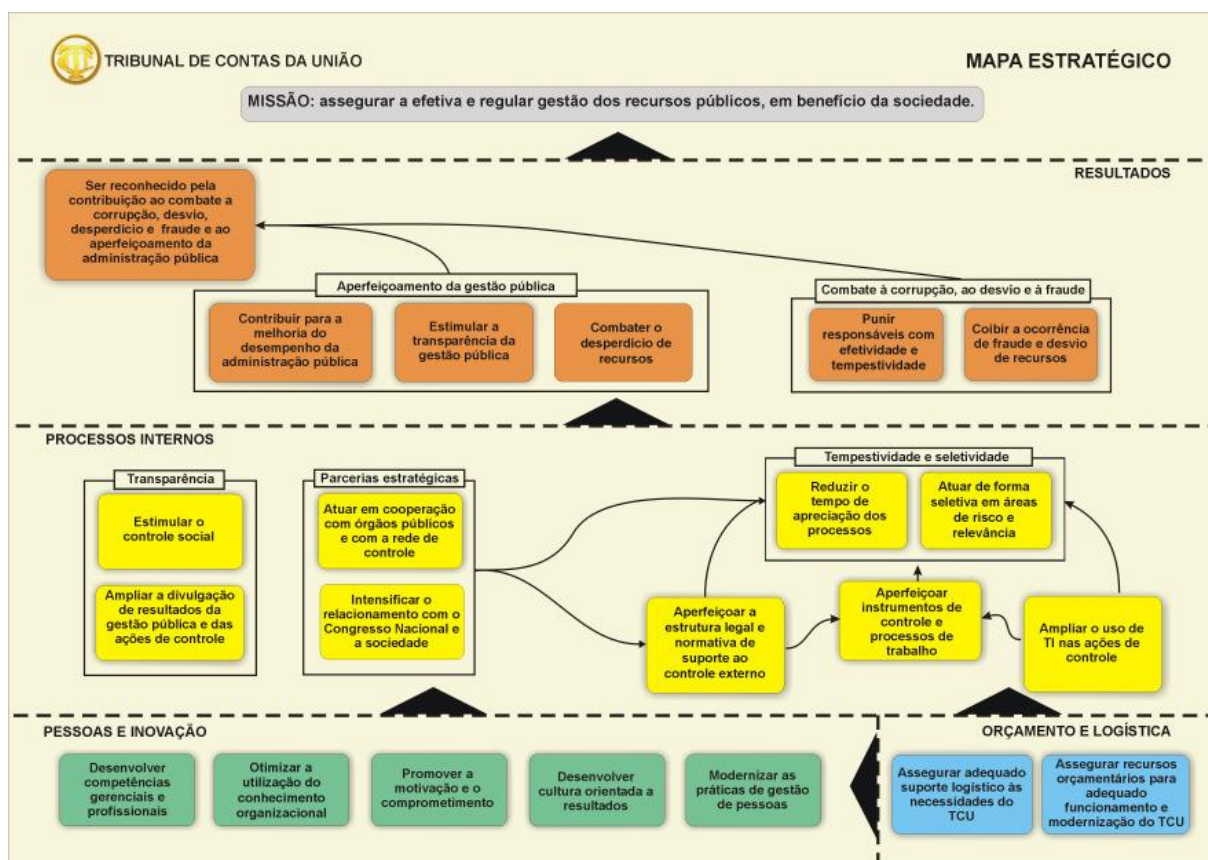 TRIBUNAL DE CONTAS DA UNIÃO
MAPA ESTRATÉGICO
MISSÃO: assegurar a efetiva e regular gestão dos recursos públicos, em benefício da sociedade.
RESULTADOS
Ser reconhecido pela
contribuição ao combate a
corrupção, desvio,
desperdício e fraude e ao
aperfeiçoamento da
administração pública
Aperfeiçoamento da gestão pública
Contribuir para a
melhoria do
desempenho da
administração pública
Estimular a
transparência da
gestão pública
Combater o
desperdício de
recursos
Combate à corrupção, ao desvio e à fraude
Punir
responsáveis com
efetividade e
tempestividade
Coibir a ocorrência
de fraude e desvio
de recursos
PROCESSOS INTERNOS
Transparência
Estimular o
controle social
Ampliar a divulgação
de resultados da
gestão pública e das
ações de controle
Parcerias estratégicas
Atuar em cooperação
com órgãos públicos
e com a rede de
controle
Intensificar o
relacionamento com o
Congresso Nacional e
a sociedade
Tempestividade e seletividade
Reduzir o
tempo de
apreciação dos
processos
Atuar de forma
seletiva em áreas
de risco e
relevância
Aperfeiçoar a
estrutura legal e
normativa de
suporte ao
controle externo
Aperfeiçoar
instrumentos de
controle e
processos de
trabalho
Ampliar o uso de
TI nas ações de
controle
PESSOAS E INOVAÇÃO
Desenvolver
competências
gerenciais e
profissionais
Otimizar a
utilização do
conhecimento
organizacional
Promover a
motivação e o
comprometimento
Desenvolver
cultura orientada a
resultados
Modernizar as
práticas de gestão
de pessoas
ORÇAMENTO E LOGÍSTICA
Assegurar adequado
suporte logístico às
necessidades do
TCU
Assegurar recursos
orçamentários para
adequado
funcionamento e
modernização do TCU